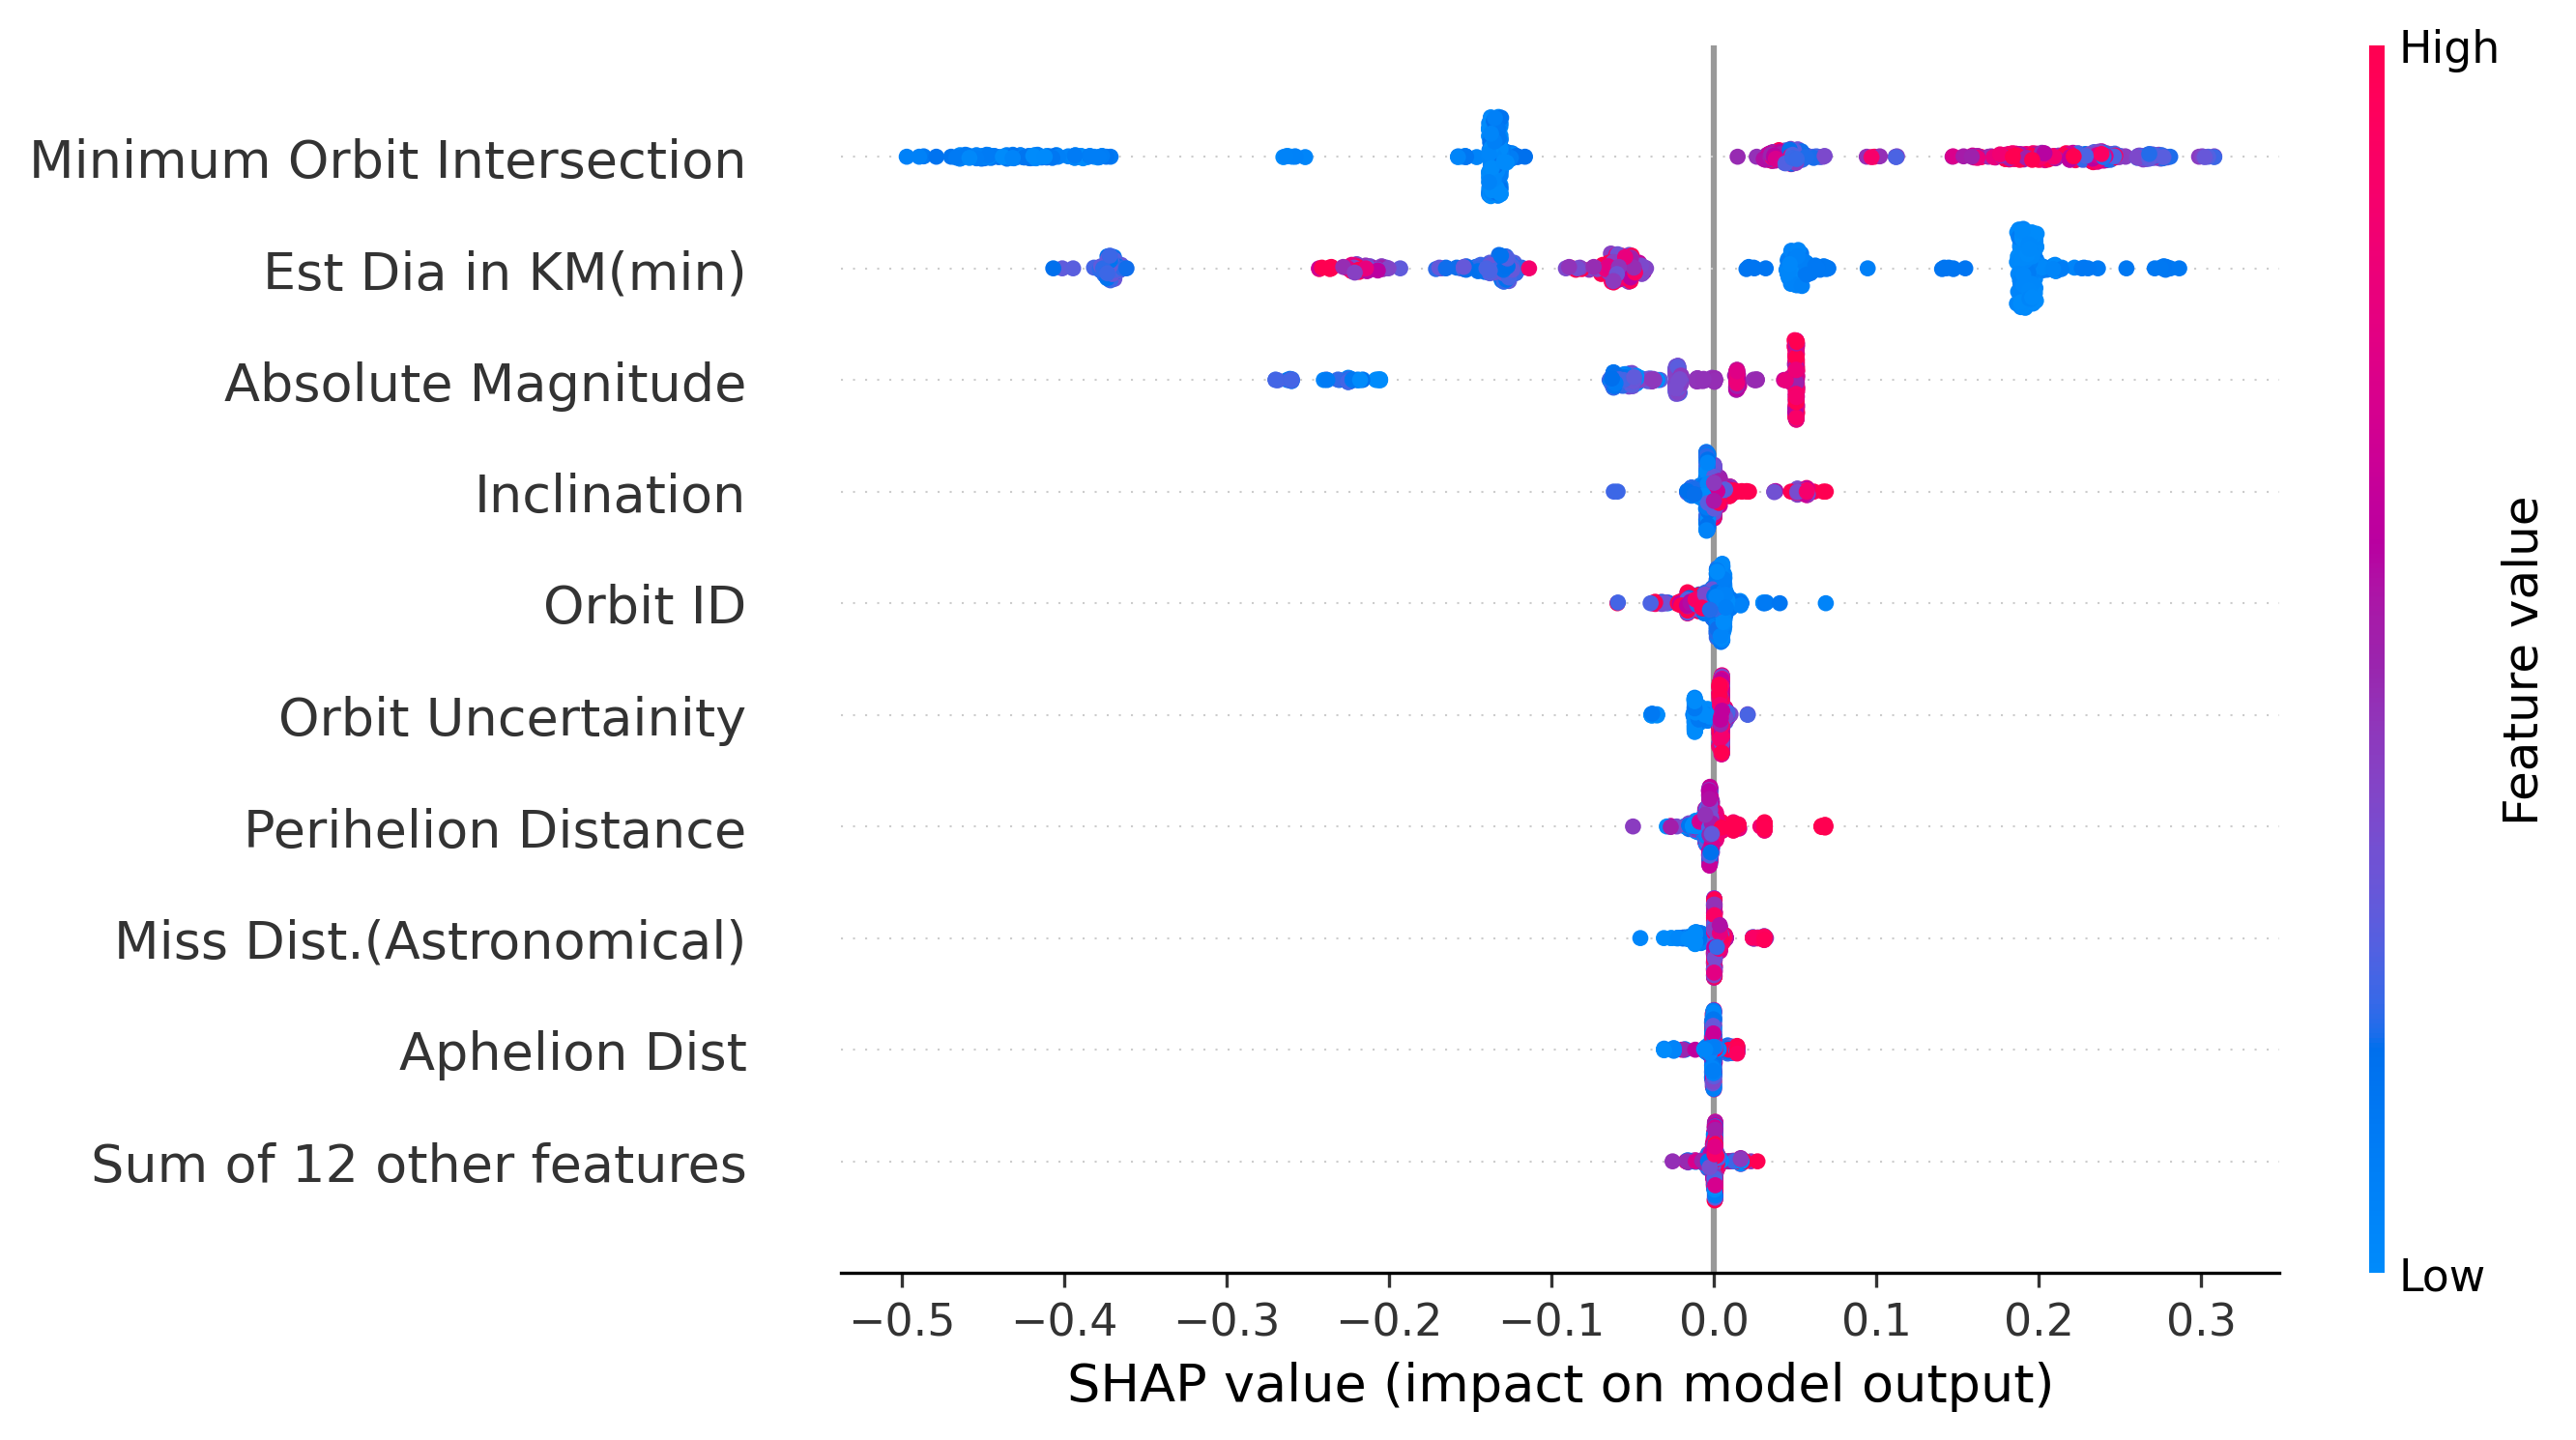 High
Minimum Orbit Intersection
Est Dia in KM(min)
Absolute Magnitude
Inclination
Orbit ID
Orbit Uncertainity
Perihelion Distance
Miss Dist.(Astronomical)
Aphelion Dist
Sum of 12 other features
Feature value
Low
−0.5 −0.4 −0.3 −0.2 −0.1 0.0 0.1 0.2 0.3
SHAP value (impact on model output)